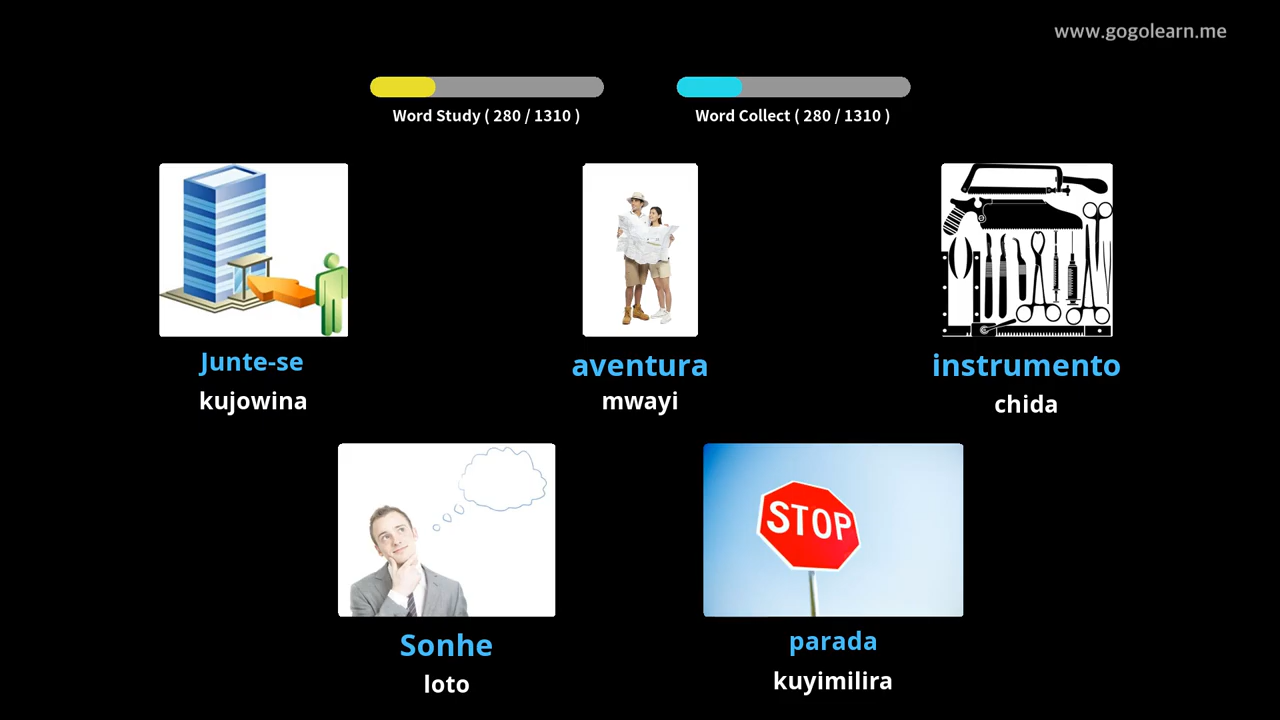 www.gogolearn.me
Word Study ( 280 / 1310 )
Word Collect ( 280 / 1310 )
Junte-se
kujowina
aventura
mwayi
instrumento
chida
STOP
Sonhe
loto
parada
kuyimilira